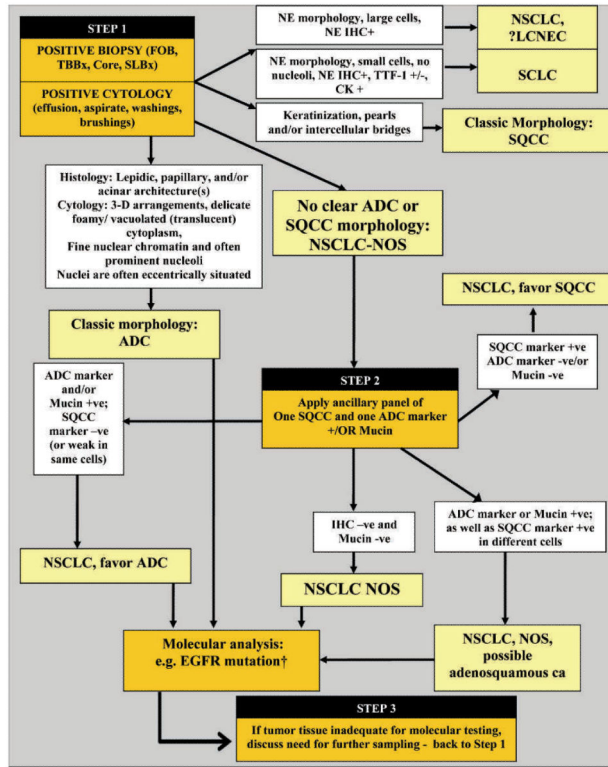 STEP 1
POSITIVE BIOPSY (FOB,
TBBx, Core, SLBx)
POSITIVE CYTOLOGY
(effusion, aspirate, washings,
brushings)
NE morphology, large cells,
NE IHC+
NSCLC,
?LCNEC
NE morphology, small cells, no
nucleoli, NE IHC+, TTF-1 +/-,
CK +
SCLC
Keratinization, pearls
and/or intercellular bridges
Classic Morphology:
SQCC
Histology: Lepidic, papillary, and/or
acinar architecture(s)
Cytology: 3-D arrangements, delicate
foamy/ vacuolated (translucent)
cytoplasm,
Fine nuclear chromatin and often
prominent nucleoli
Nuclei are often eccentrically situated
No clear ADC or
SQCC morphology:
NSCLC-NOS
Classic morphology:
ADC
NSCLC, favor SQCC
SQCC marker +ve
ADC marker -ve/or
Mucin -ve
ADC marker
and/or
Mucin +ve;
SQCC
marker –ve
(or weak in
same cells)
STEP 2
Apply ancillary panel of
One SQCC and one ADC marker
+/OR Mucin
IHC –ve and
Mucin -ve
ADC marker or Mucin +ve;
as well as SQCC marker +ve
in different cells
NSCLC, favor ADC
NSCLC NOS
Molecular analysis:
e.g. EGFR mutation†
NSCLC, NOS,
possible
adenosquamous ca
STEP 3
If tumor tissue inadequate for molecular testing,
discuss need for further sampling - back to Step 1